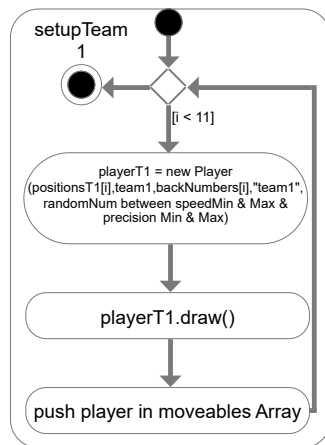 setupTeam
1
[i < 11]
playerT1 = new Player
(positionsT1[i],team1,backNumbers[i],"team1",
randomNum between speedMin & Max &
precision Min & Max)
playerT1.draw()
push player in moveables Array